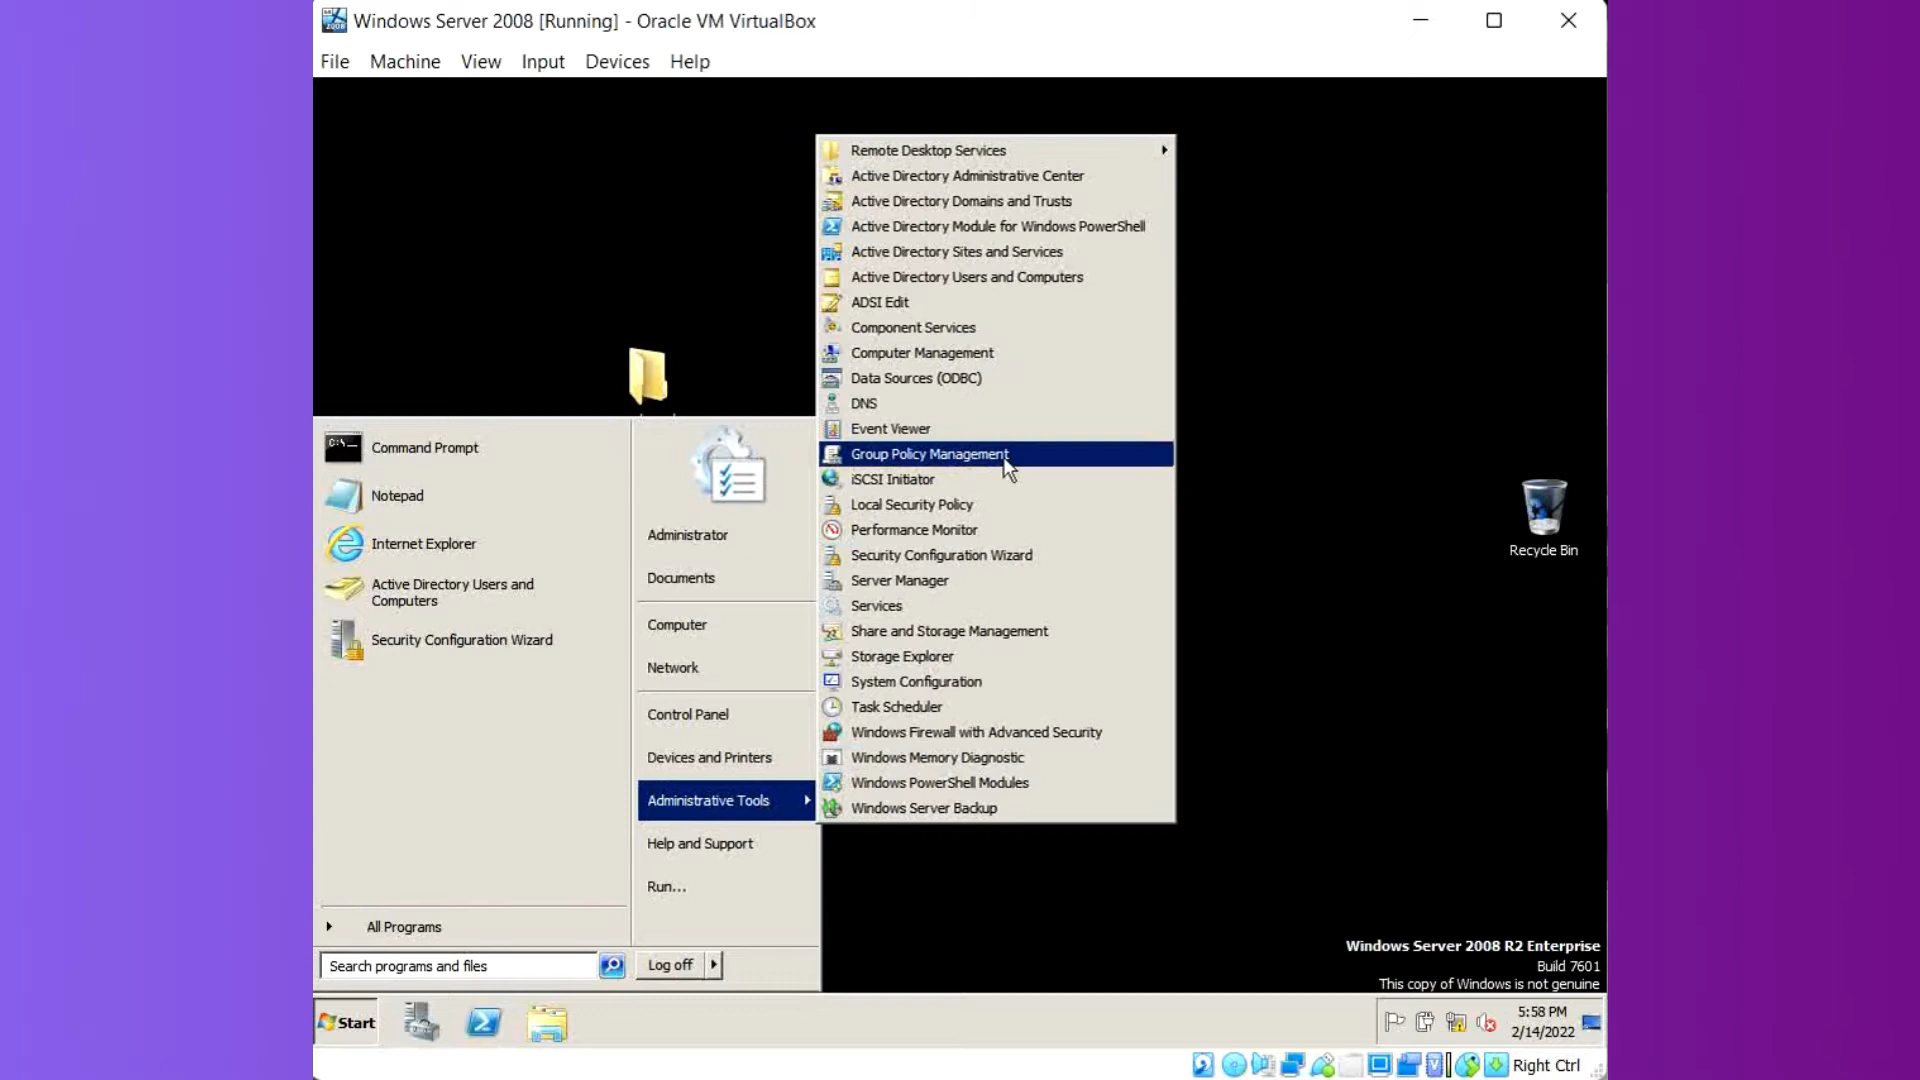 Windows Server 2008 [Running] - Oracle VM VirtualBox
File Machine View Input Devices Help
Remote Desktop Services
Active Directory Administrative Center
Active Directory Domains and Trusts
Active Directory Module for Windows PowerShell
Active Directory Sites and Services
Active Directory Users and Computers
ADSI Edit
Component Services
Computer Management
Data Sources (ODBC)
DNS
Event Viewer
Group Policy Management
iSCSI Initiator
Local Security Policy
Performance Monitor
Security Configuration Wizard
Server Manager
Services
Share and Storage Management
Storage Explorer
System Configuration
Task Scheduler
Windows Firewall with Advanced Security
Windows Memory Diagnostic
Windows PowerShell Modules
Windows Server Backup
Command Prompt
Notepad
Internet Explorer
Active Directory Users and
Computers
Security Configuration Wizard
All Programs
Search programs and files
Administrator
Documents
Computer
Network
Control Panel
Devices and Printers
Administrative Tools
Help and Support
Run...
Log off
Recycle Bin
Windows Server 2008 R2 Enterprise
Build 7601
This copy of Windows is not genuine
Start
5:58 PM
2/14/2022
Right Ctrl